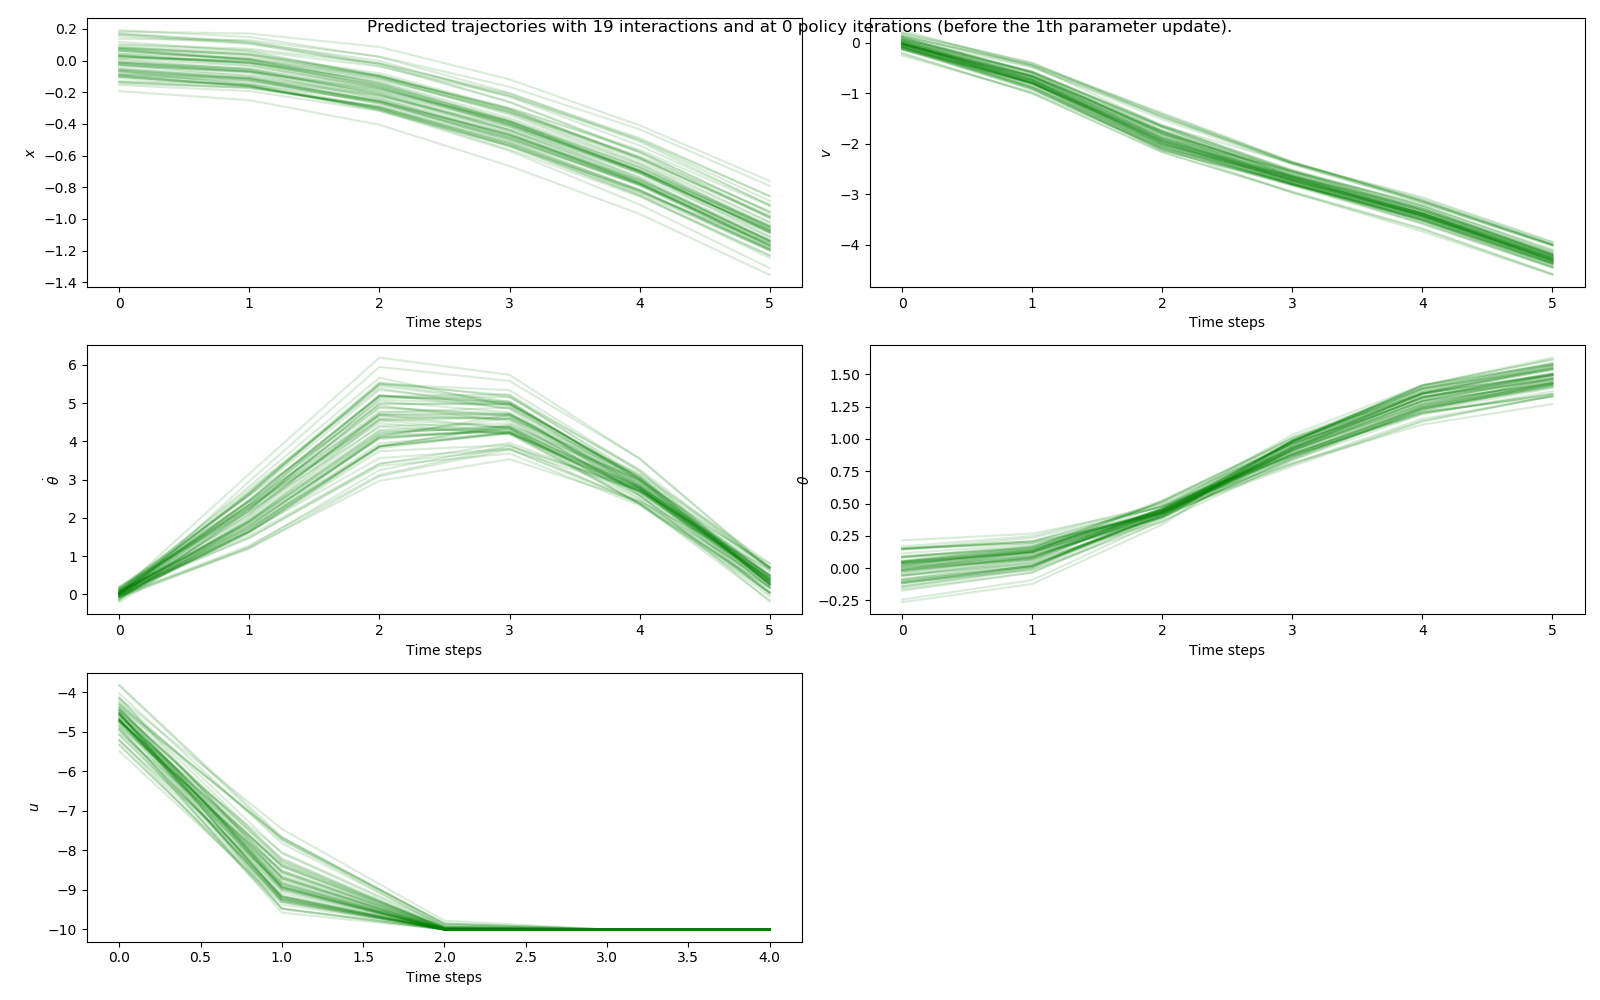 Predicted trajectories with 19 interactions and at 0 policy iterations (before the 1th parameter update).
0.2
0.0
−0.2
−0.4
−0.6
−0.8
−1.0
−1.2
−1.4
x
0 1 2 3 4 5
Time steps
0
−1
−2
−3
−4
v
0 1 2 3 4 5
Time steps
6
5
4
3
2
1
0
θ̇
0 1 2 3 4 5
Time steps
1.50
1.25
1.00
0.75
0.50
0.25
0.00
−0.25
θ
0 1 2 3 4 5
Time steps
−4
−5
−6
−7
−8
−9
−10
u
0.0 0.5 1.0 1.5 2.0 2.5 3.0 3.5 4.0
Time steps